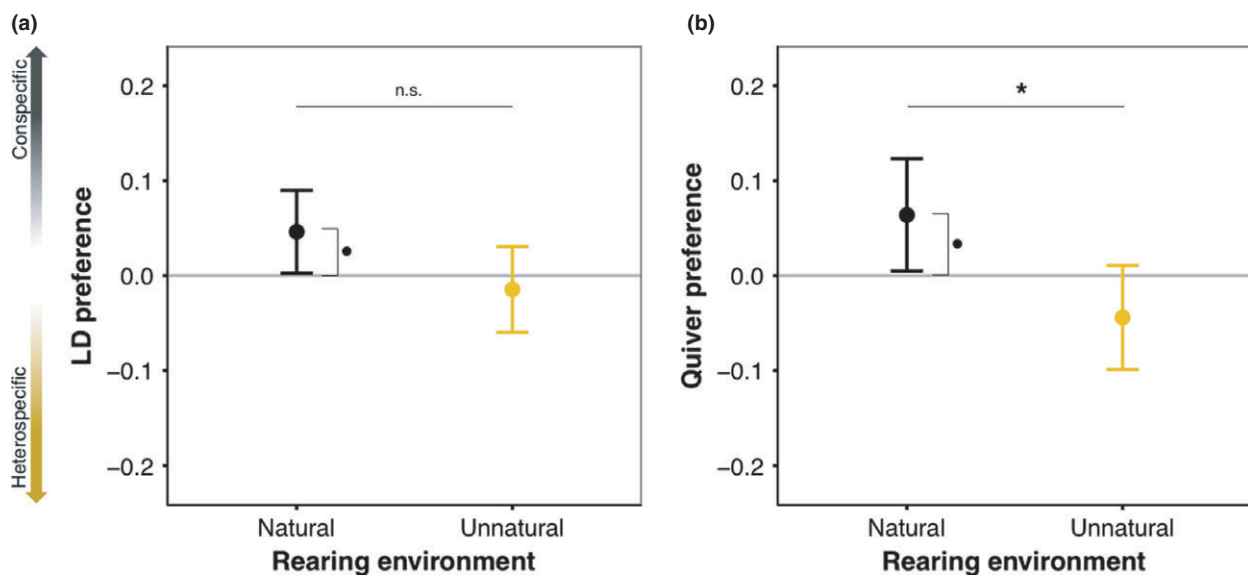 (a)
Conspecific
Heterospecific
LD preference
0.2
0.1
0.0
−0.1
−0.2
n.s.
Natural
Unnatural
Rearing environment
(b)
Quiver preference
0.2
0.1
0.0
−0.1
−0.2
*
Natural
Unnatural
Rearing environment